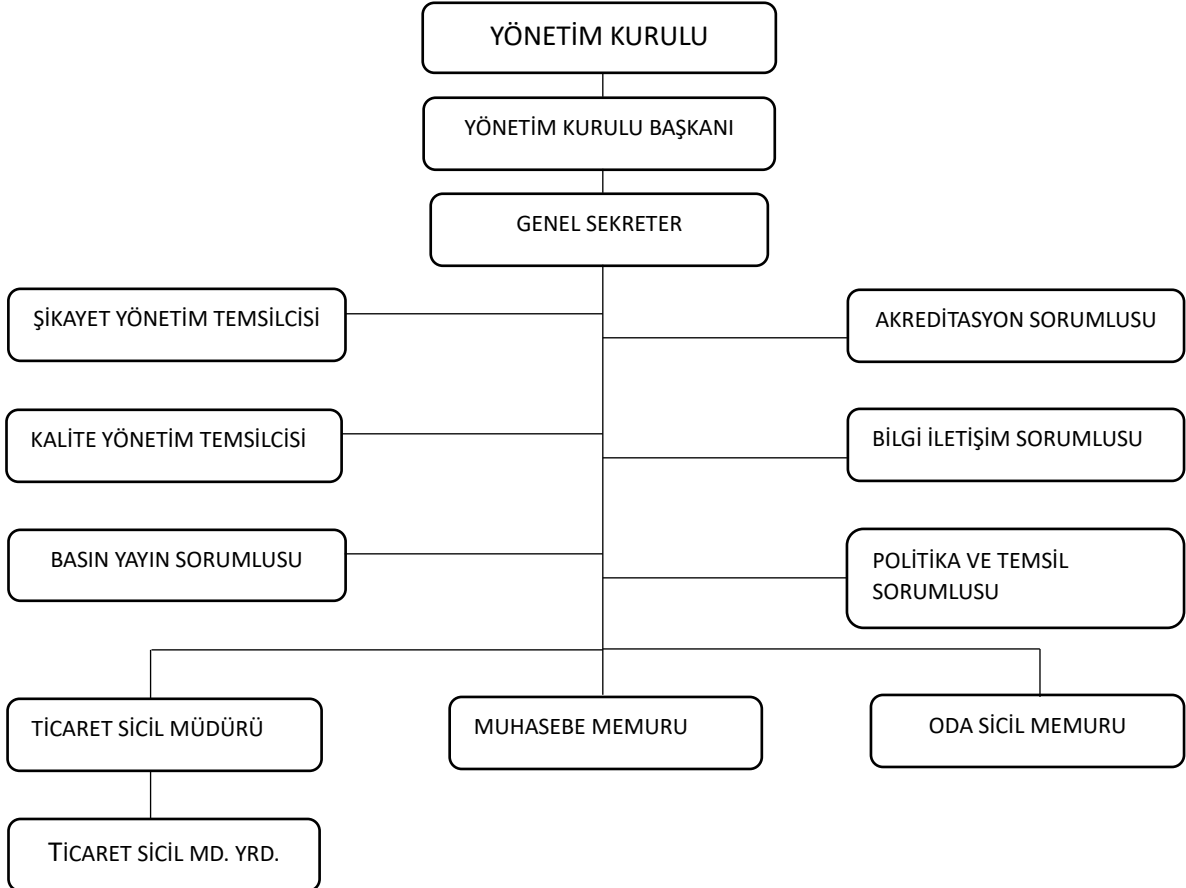 YÖNETİM KURULU
YÖNETİM KURULU BAŞKANI
GENEL SEKRETER
ŞİKAYET YÖNETİM TEMSİLCİSİ
AKREDİTASYON SORUMLUSU
KALİTE YÖNETİM TEMSİLCİSİ
BİLGİ İLETİŞİM SORUMLUSU
BASIN YAYIN SORUMLUSU
POLİTİKA VE TEMSİL
SORUMLUSU
TİCARET SİCİL MÜDÜRÜ
MUHASEBE MEMURU
ODA SİCİL MEMURU
TİCARET SİCİL MD. YRD.